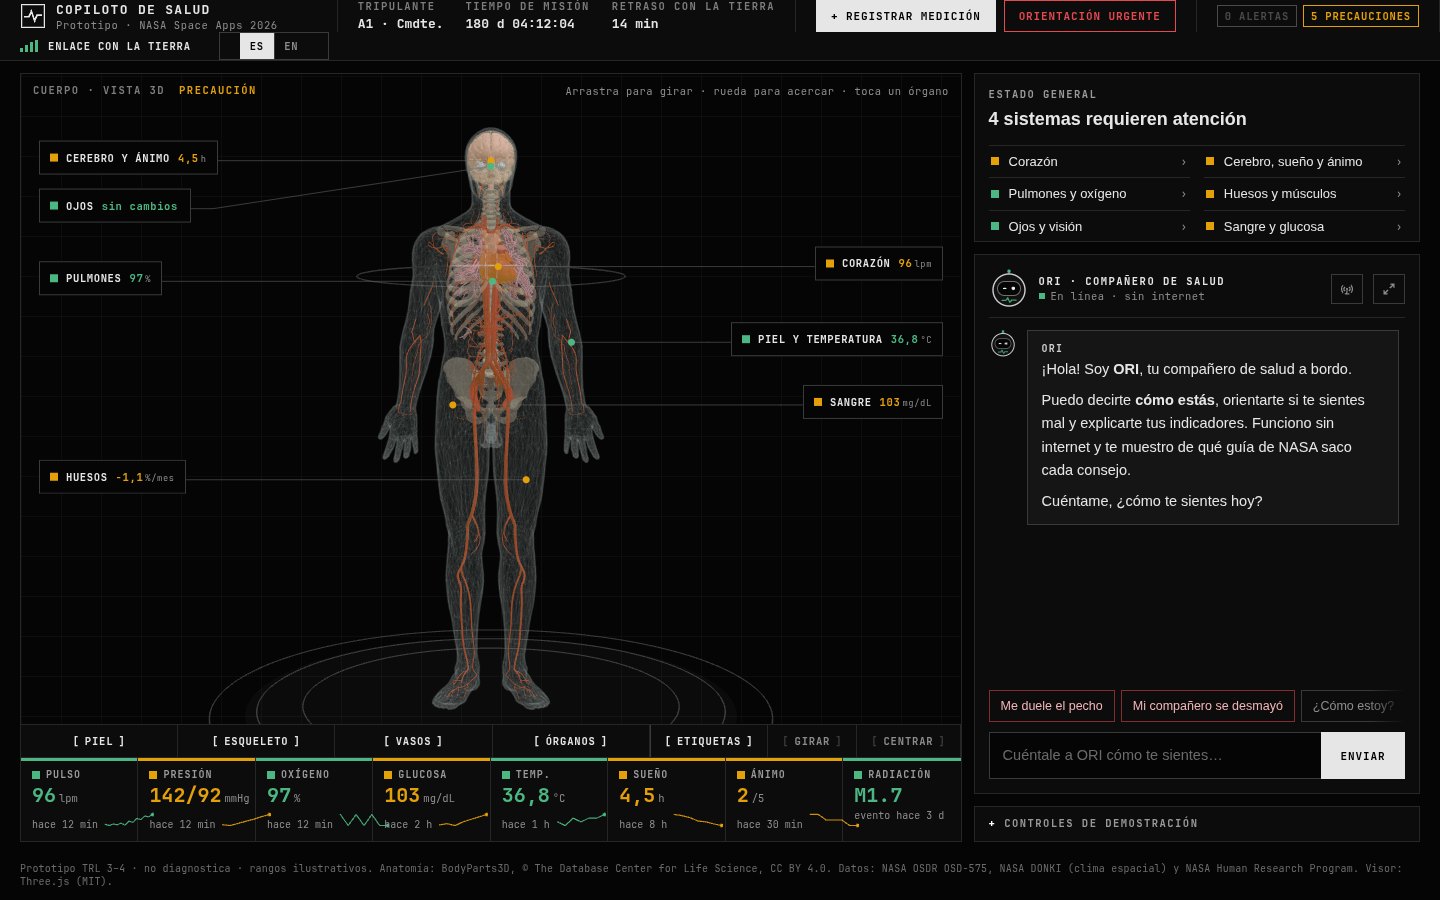 COPILOTO DE SALUD
Prototipo · NASA Space Apps 2026
TRIPULANTE
A1 · Cmdte.
TIEMPO DE MISIÓN
180 d 04:12:04
RETRASO CON LA TIERRA
14 min
+ REGISTRAR MEDICIÓN
ORIENTACIÓN URGENTE
0 ALERTAS
5 PRECAUCIONES
ENLACE CON LA TIERRA
ES
EN
CUERPO · VISTA 3D PRECAUCIÓN
Arrastra para girar · rueda para acercar · toca un órgano
CEREBRO Y ÁNIMO 4,5 h
OJOS sin cambios
PULMONES 97 %
CORAZÓN 96 lpm
PIEL Y TEMPERATURA 36,8 °C
SANGRE 103 mg/dL
HUESOS -1,1 %/mes
[ PIEL ]
[ ESQUELETO ]
[ VASOS ]
[ ÓRGANOS ]
[ ETIQUETAS ]
[ GIRAR ]
[ CENTRAR ]
PULSO
96 lpm
hace 12 min
PRESIÓN
142/92 mmHg
hace 12 min
OXÍGENO
97 %
hace 12 min
GLUCOSA
103 mg/dL
hace 2 h
TEMP.
36,8 °C
hace 1 h
SUEÑO
4,5 h
hace 8 h
ÁNIMO
2 /5
hace 30 min
RADIACIÓN
M1.7
evento hace 3 d
ESTADO GENERAL
4 sistemas requieren atención
Corazón ›
Cerebro, sueño y ánimo ›
Pulmones y oxígeno ›
Huesos y músculos ›
Ojos y visión ›
Sangre y glucosa ›
ORI · COMPAÑERO DE SALUD
En línea · sin internet
ORI
¡Hola! Soy ORI, tu compañero de salud a bordo.
Puedo decirte cómo estás, orientarte si te sientes
mal y explicarte tus indicadores. Funciono sin
internet y te muestro de qué guía de NASA saco
cada consejo.
Cuéntame, ¿cómo te sientes hoy?
Me duele el pecho
Mi compañero se desmayó
¿Cómo estoy?
Cuéntale a ORI cómo te sientes…
ENVIAR
+ CONTROLES DE DEMOSTRACIÓN
Prototipo TRL 3–4 · no diagnostica · rangos ilustrativos. Anatomía: BodyParts3D, © The Database Center for Life Science, CC BY 4.0. Datos: NASA OSDR OSD-575, NASA DONKI (clima espacial) y NASA Human Research Program. Visor:
Three.js (MIT).